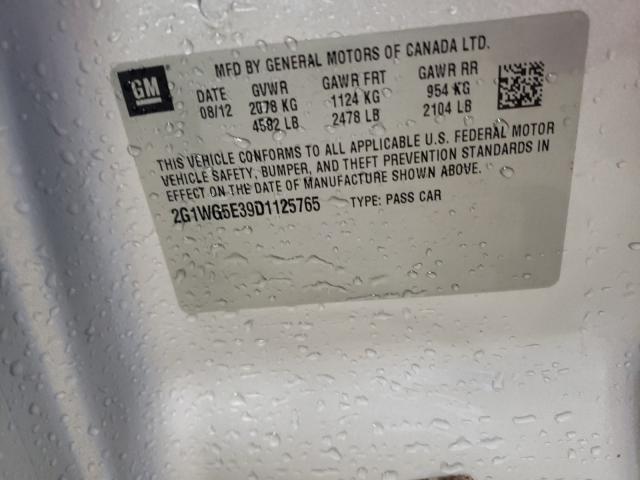 MFD BY GENERAL MOTORS OF CANADA LTD.
GM
DATE GVWR GAWR FRT GAWR RR
08/12 2078 KG 1124 KG 954 KG
4582 LB 2478 LB 2104 LB
THIS VEHICLE CONFORMS TO ALL APPLICABLE U.S. FEDERAL MOTOR
VEHICLE SAFETY, BUMPER, AND THEFT PREVENTION STANDARDS IN
EFFECT ON THE DATE OF MANUFACTURE SHOWN ABOVE.
2G1WG5E39D1125765 TYPE: PASS CAR